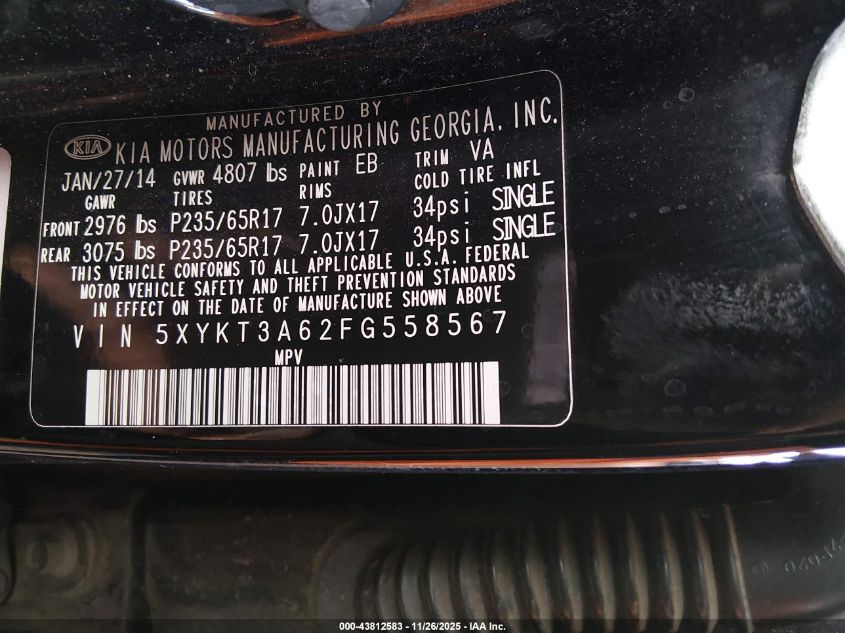 MANUFACTURED BY
KIA KIA MOTORS MANUFACTURING GEORGIA, INC.
JAN/27/14 GVWR 4807 lbs PAINT EB TRIM VA
GAWR TIRES RIMS COLD TIRE INFL
FRONT 2976 lbs P235/65R17 7.0JX17 34psi SINGLE
REAR 3075 lbs P235/65R17 7.0JX17 34psi SINGLE
THIS VEHICLE CONFORMS TO ALL APPLICABLE U.S.A. FEDERAL
MOTOR VEHICLE SAFETY AND THEFT PREVENTION STANDARDS
IN EFFECT ON THE DATE OF MANUFACTURE SHOWN ABOVE.
VIN 5XYKT3A62FG558567
MPV
000-43812583 - 11/26/2025 - IAA Inc.